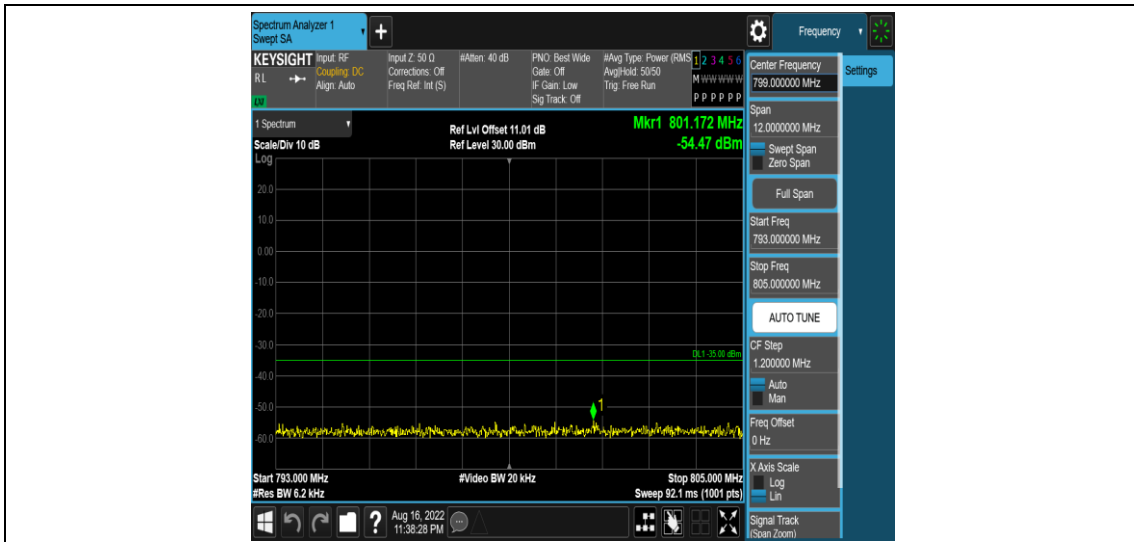 Spectrum Analyzer 1
Swept SA
+
Frequency
KEYSIGHT
RL
LM
Input: RF
Coupling: DC
Align: Auto
Input Z: 50 Ω
Corrections: Off
Freq Ref: Int (S)
#Atten: 40 dB
PNO: Best Wide
Gate: Off
IF Gain: Low
Sig Track: Off
#Avg Type: Power (RMS
Avg|Hold: 50/50
Trig: Free Run
1 2 3 4 5 6
M W W W W W
P P P P P P
1 Spectrum
Scale/Div 10 dB
Ref Lvl Offset 11.01 dB
Ref Level 30.00 dBm
Mkr1 801.172 MHz
-54.47 dBm
Log
20.0
10.0
0.00
-10.0
-20.0
-30.0
DL1 -35.00 dBm
-40.0
-50.0
1
-60.0
Start 793.000 MHz
#Video BW 20 kHz
Stop 805.000 MHz
#Res BW 6.2 kHz
Sweep 92.1 ms (1001 pts)
Center Frequency
799.000000 MHz
Settings
Span
12.0000000 MHz
Swept Span
Zero Span
Full Span
Start Freq
793.000000 MHz
Stop Freq
805.000000 MHz
AUTO TUNE
CF Step
1.200000 MHz
Auto
Man
Freq Offset
0 Hz
X Axis Scale
Log
Lin
Signal Track
(Span Zoom)
?
Aug 16, 2022
11:38:28 PM